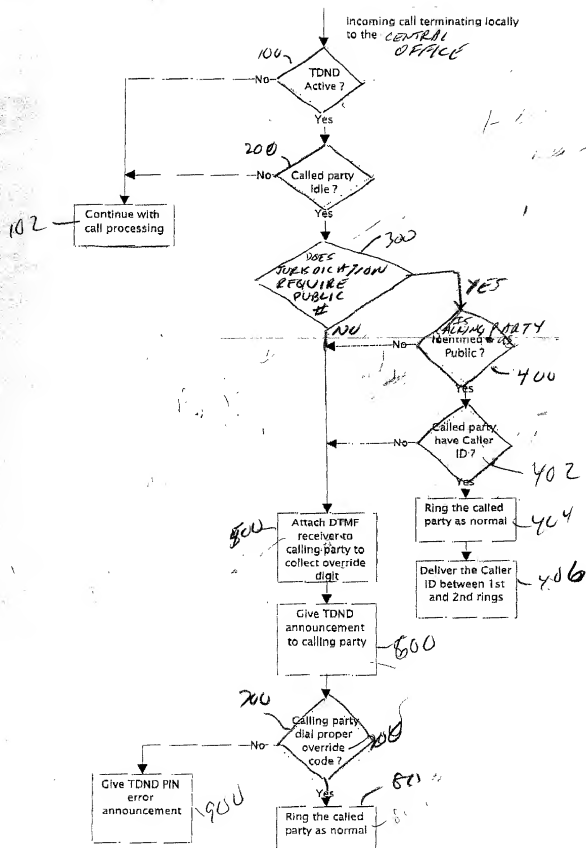 Incoming call terminating locally
to the CENTRAL
OFFICE
100
TDND
Active ?
No
Yes
200
Called party
Idle ?
No
Yes
102
Continue with
call processing
300
DOES
JURISDICATION
REQUIRE
PUBLIC
#
YES
NO
IS
CALLING PARTY
Identified as
Public ?
No
400
Yes
Called party
have Caller
ID ?
No
402
Yes
Ring the called
party as normal
404
Attach DTMF
receiver to
calling party to
collect override
digit
Deliver the Caller
ID between 1st
and 2nd rings
406
Give TDND
announcement
to calling party
600
700
Calling party
dial proper
override
code ?
No
Yes
Give TDND PIN
error
announcement
900
Ring the called
party as normal